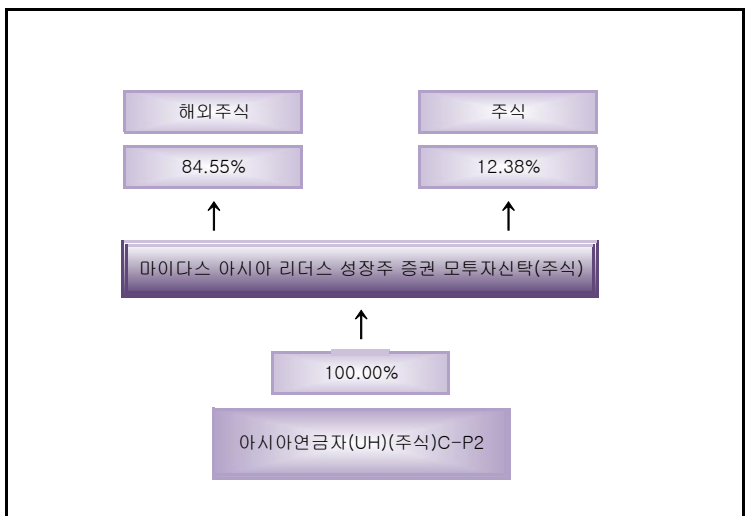 해외주식
주식
84.55%
12.38%
↑ ↑
마이다스 아시아 리더스 성장주 증권 모투자신탁(주식)
↑
100.00%
아시아연금자(UH)(주식)C-P2